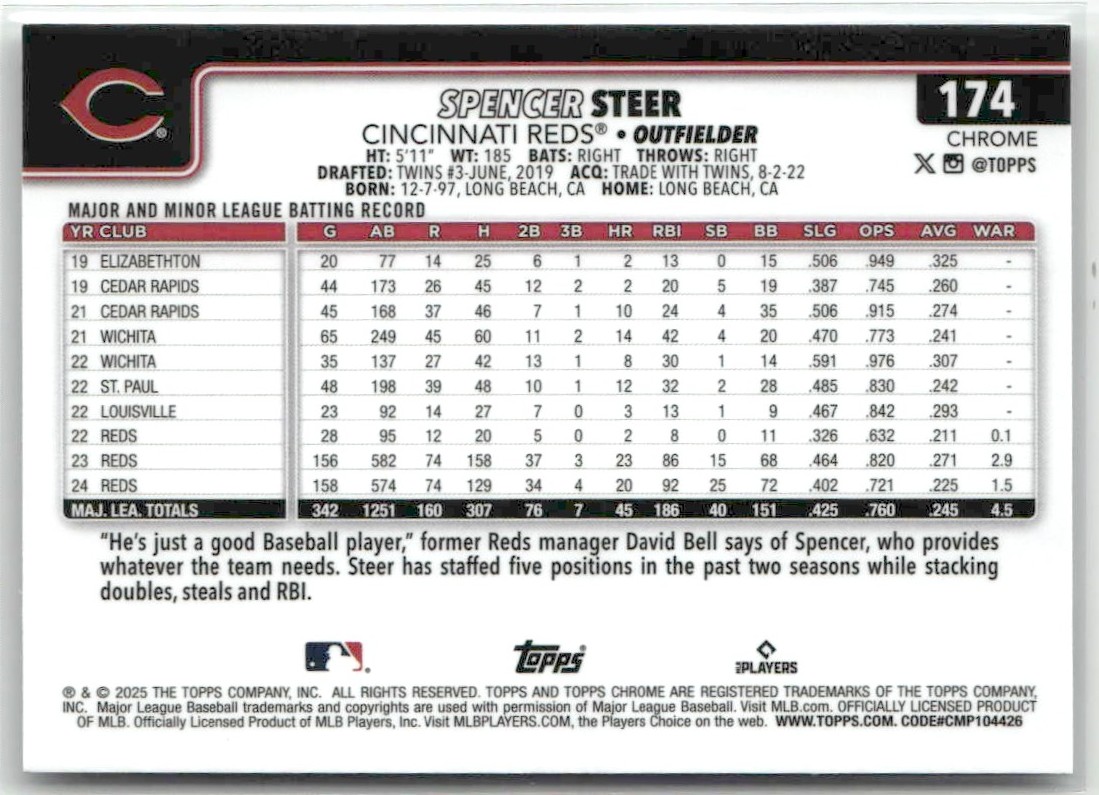 SPENCER STEER
174
CINCINNATI REDS® • OUTFIELDER
CHROME
HT: 5'11" WT: 185 BATS: RIGHT THROWS: RIGHT
@TOPPS
DRAFTED: TWINS #3-JUNE, 2019 ACQ: TRADE WITH TWINS, 8-2-22
BORN: 12-7-97, LONG BEACH, CA HOME: LONG BEACH, CA
MAJOR AND MINOR LEAGUE BATTING RECORD
YR CLUB G AB R H 2B 3B HR RBI SB BB SLG OPS AVG WAR
19 ELIZABETHTON 20 77 14 25 6 1 2 13 0 15 .506 .949 .325 -
19 CEDAR RAPIDS 44 173 26 45 12 2 2 20 5 19 .387 .745 .260 -
21 CEDAR RAPIDS 45 168 37 46 7 1 10 24 4 35 .506 .915 .274 -
21 WICHITA 65 249 45 60 11 2 14 42 4 20 .470 .773 .241 -
22 WICHITA 35 137 27 42 13 1 8 30 1 14 .591 .976 .307 -
22 ST. PAUL 48 198 39 48 10 1 12 32 2 28 .485 .830 .242 -
22 LOUISVILLE 23 92 14 27 7 0 3 13 1 9 .467 .842 .293 -
22 REDS 28 95 12 20 5 0 2 8 0 11 .326 .632 .211 0.1
23 REDS 156 582 74 158 37 3 23 86 15 68 .464 .820 .271 2.9
24 REDS 158 574 74 129 34 4 20 92 25 72 .402 .721 .225 1.5
MAJ. LEA. TOTALS 342 1251 160 307 76 7 45 186 40 151 .425 .760 .245 4.5
"He's just a good Baseball player," former Reds manager David Bell says of Spencer, who provides
whatever the team needs. Steer has staffed five positions in the past two seasons while stacking
doubles, steals and RBI.
Topps
MLB PLAYERS
® & © 2025 THE TOPPS COMPANY, INC. ALL RIGHTS RESERVED. TOPPS AND TOPPS CHROME ARE REGISTERED TRADEMARKS OF THE TOPPS COMPANY,
INC. Major League Baseball trademarks and copyrights are used with permission of Major League Baseball. Visit MLB.com. OFFICIALLY LICENSED PRODUCT
OF MLB. Officially Licensed Product of MLB Players, Inc. Visit MLBPLAYERS.COM, the Players Choice on the web. WWW.TOPPS.COM. CODE#CMP104426